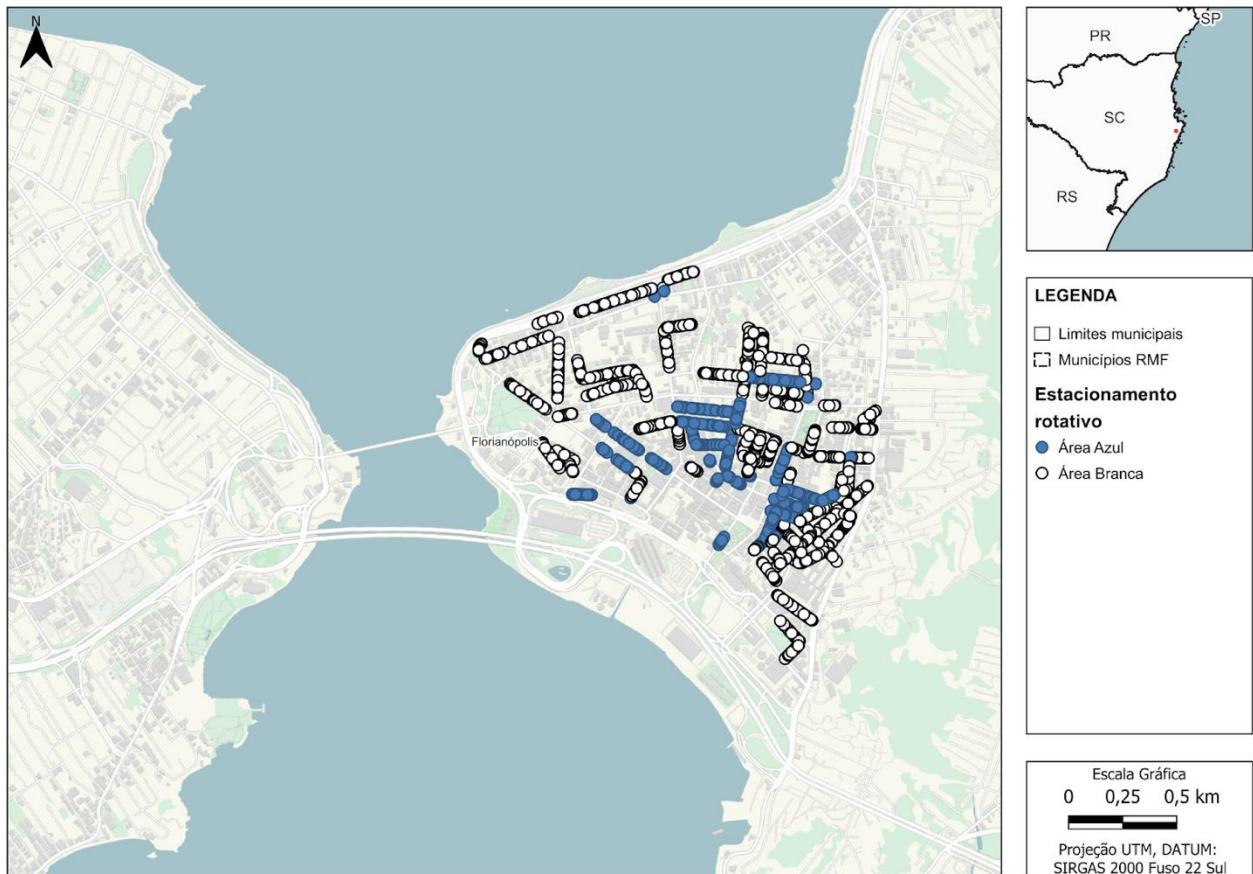 N
Florianópolis
SP
PR
SC
RS
LEGENDA
Limites municipais
Municípios RMF
Estacionamento
rotativo
Área Azul
Área Branca
Escala Gráfica
0 0,25 0,5 km
Projeção UTM, DATUM:
SIRGAS 2000 Fuso 22 Sul